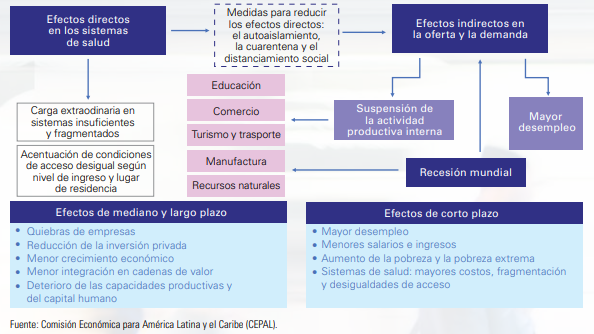 Efectos directos
en los sistemas
de salud
Medidas para reducir
los efectos directos:
el autoaislamiento,
la cuarentena y el
distanciamiento social
Efectos indirectos en
la oferta y la demanda
Carga extraodinaria en
sistemas insuficientes
y fragmentados
Acentuación de condiciones
de acceso desigual según
nivel de ingreso y lugar
de residencia
Educación
Comercio
Turismo y trasporte
Manufactura
Recursos naturales
Suspensión de
la actividad
productiva interna
Mayor
desempleo
Recesión mundial
Efectos de mediano y largo plazo
• Quiebras de empresas
• Reducción de la inversión privada
• Menor crecimiento económico
• Menor integración en cadenas de valor
• Deterioro de las capacidades productivas y
del capital humano
Efectos de corto plazo
• Mayor desempleo
• Menores salarios e ingresos
• Aumento de la pobreza y la pobreza extrema
• Sistemas de salud: mayores costos, fragmentación
y desigualdades de acceso
Fuente: Comisión Económica para América Latina y el Caribe (CEPAL).